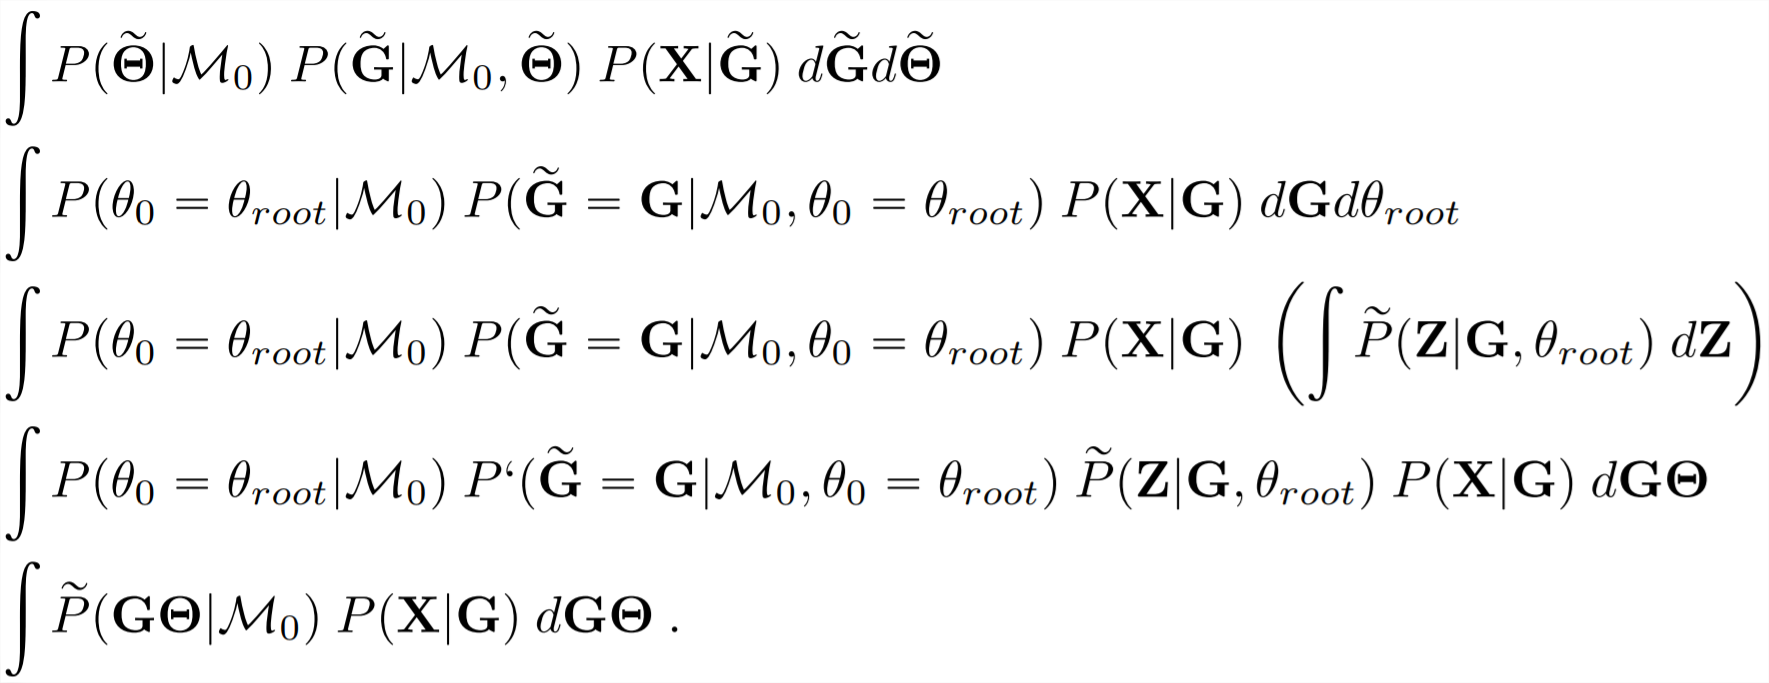 ∫ P(Θ̃|ℳ₀) P(G̃|ℳ₀, Θ̃) P(X|G̃) dG̃dΘ̃
∫ P(θ₀ = θ_root|ℳ₀) P(G̃ = G|ℳ₀, θ₀ = θ_root) P(X|G) dGdθ_root
∫ P(θ₀ = θ_root|ℳ₀) P(G̃ = G|ℳ₀, θ₀ = θ_root) P(X|G) (∫ P̃(Z|G, θ_root) dZ)
∫ P(θ₀ = θ_root|ℳ₀) P‘(G̃ = G|ℳ₀, θ₀ = θ_root) P̃(Z|G, θ_root) P(X|G) dGΘ
∫ P̃(GΘ|ℳ₀) P(X|G) dGΘ .